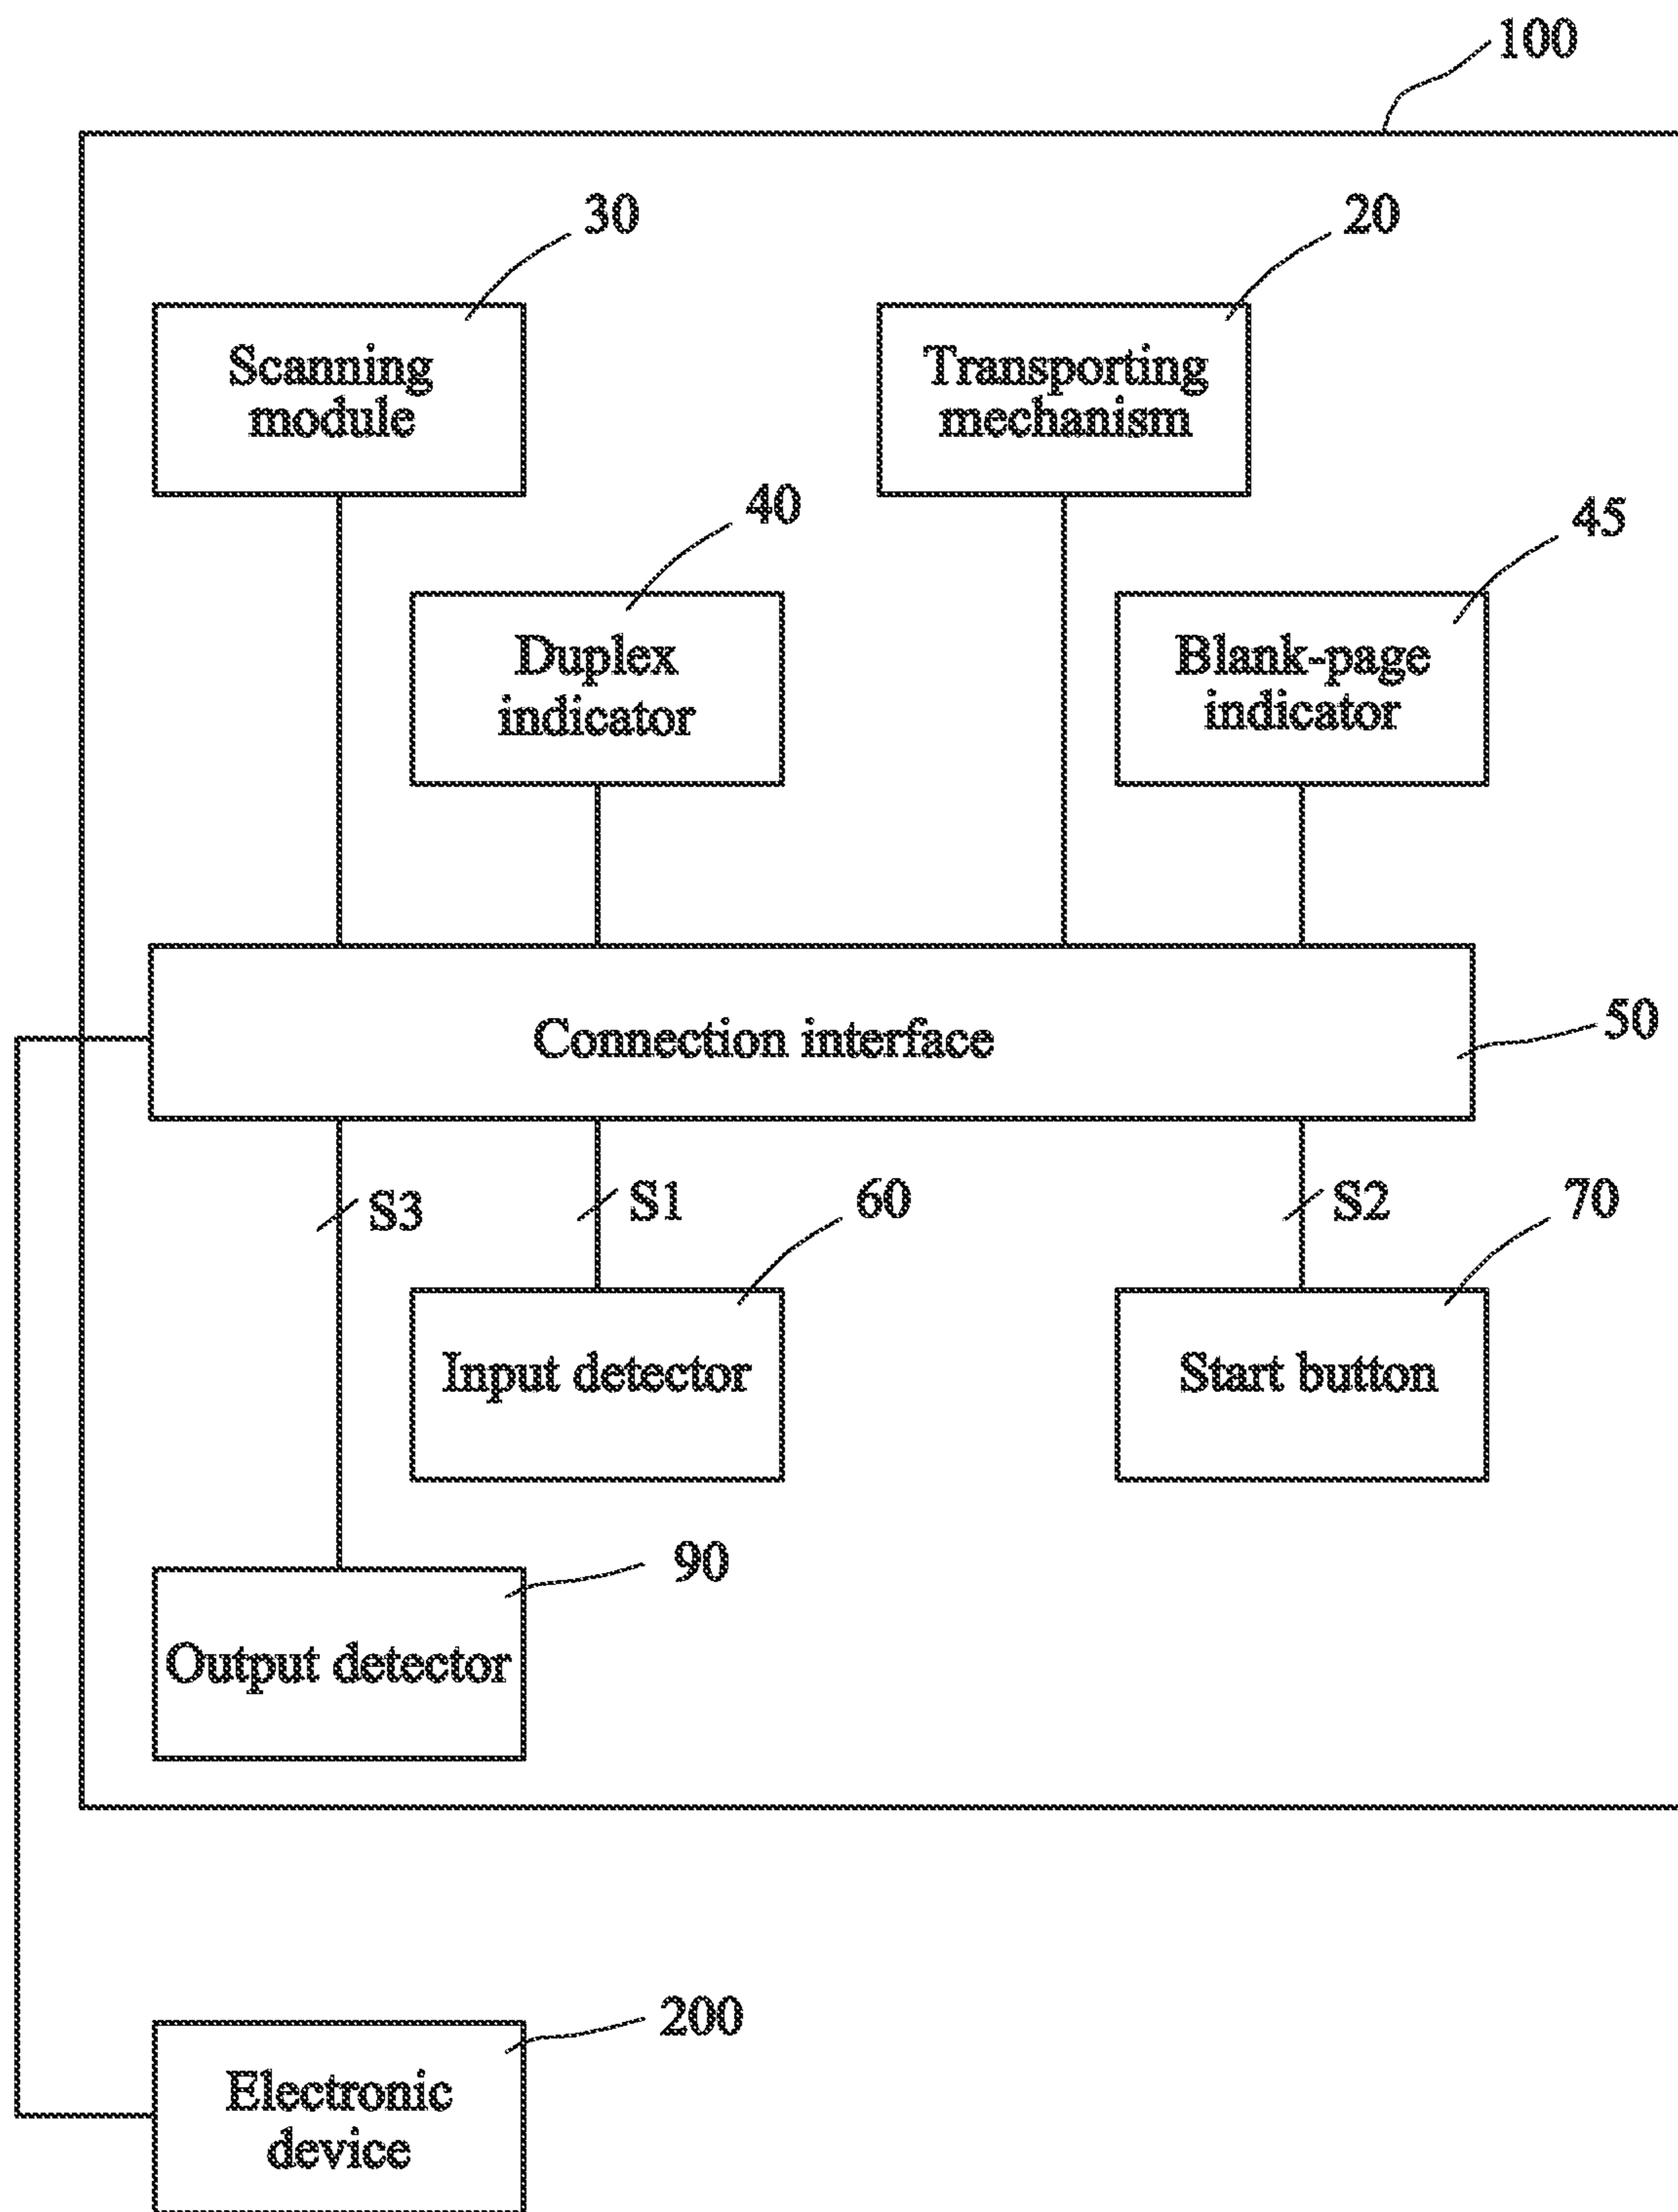 100
30
20
Scanning
module
Transporting
mechanism
40
45
Duplex
indicator
Blank-page
indicator
Connection interface
50
S3
S1
60
S2
70
Input detector
Start button
90
Output detector
200
Electronic
device